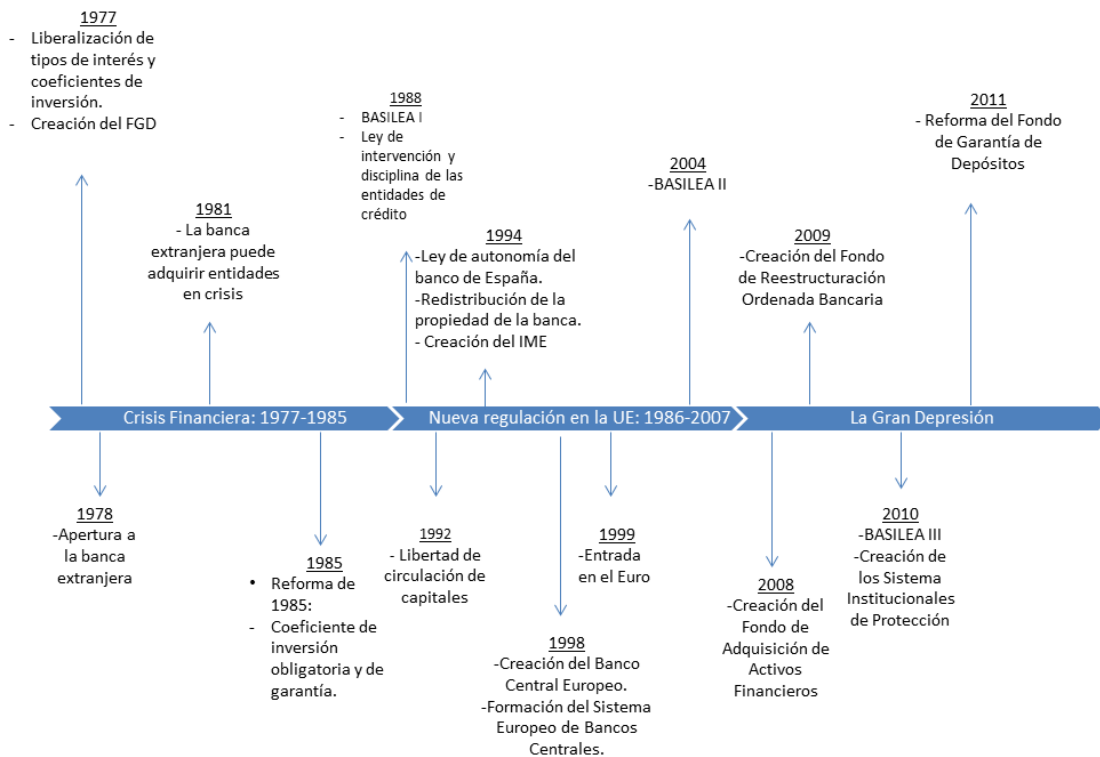 1977
- Liberalización de
tipos de interés y
coeficientes de
inversión.
- Creación del FGD
1981
- La banca
extranjera puede
adquirir entidades
en crisis
1988
- BASILEA I
- Ley de
intervención y
disciplina de las
entidades de
crédito
1994
-Ley de autonomía del
banco de España.
-Redistribución de la
propiedad de la banca.
- Creación del IME
2004
-BASILEA II
2009
-Creación del Fondo
de Reestructuración
Ordenada Bancaria
2011
- Reforma del Fondo
de Garantía de
Depósitos
Crisis Financiera: 1977-1985
Nueva regulación en la UE: 1986-2007
La Gran Depresión
1978
-Apertura a
la banca
extranjera
1985
• Reforma de
1985:
- Coeficiente de
inversión
obligatoria y de
garantía.
1992
- Libertad de
circulación de
capitales
1998
-Creación del Banco
Central Europeo.
-Formación del Sistema
Europeo de Bancos
Centrales.
1999
-Entrada
en el Euro
2008
-Creación del
Fondo de
Adquisición de
Activos
Financieros
2010
-BASILEA III
-Creación de
los Sistema
Institucionales
de Protección